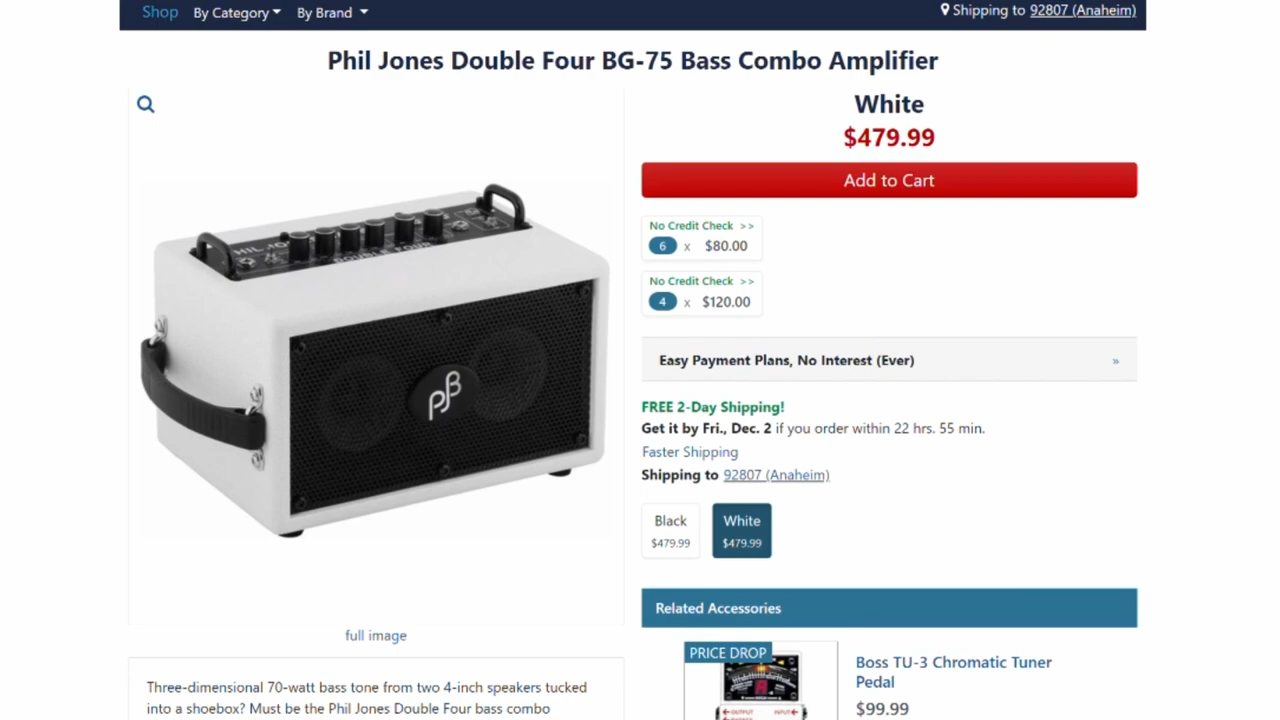 Shop By Category By Brand Shipping to 92807 (Anaheim)
Phil Jones Double Four BG-75 Bass Combo Amplifier
White
$479.99
Add to Cart
No Credit Check >>
6 x $80.00
No Credit Check >>
4 x $120.00
Easy Payment Plans, No Interest (Ever) »
FREE 2-Day Shipping!
Get it by Fri., Dec. 2 if you order within 22 hrs. 55 min.
Faster Shipping
Shipping to 92807 (Anaheim)
Black
$479.99
White
$479.99
Related Accessories
PRICE DROP
Boss TU-3 Chromatic Tuner
Pedal
$99.99
OUTPUT INPUT
DOUBLE FOUR
PJB
full image
Three-dimensional 70-watt bass tone from two 4-inch speakers tucked
into a shoebox? Must be the Phil Jones Double Four bass combo